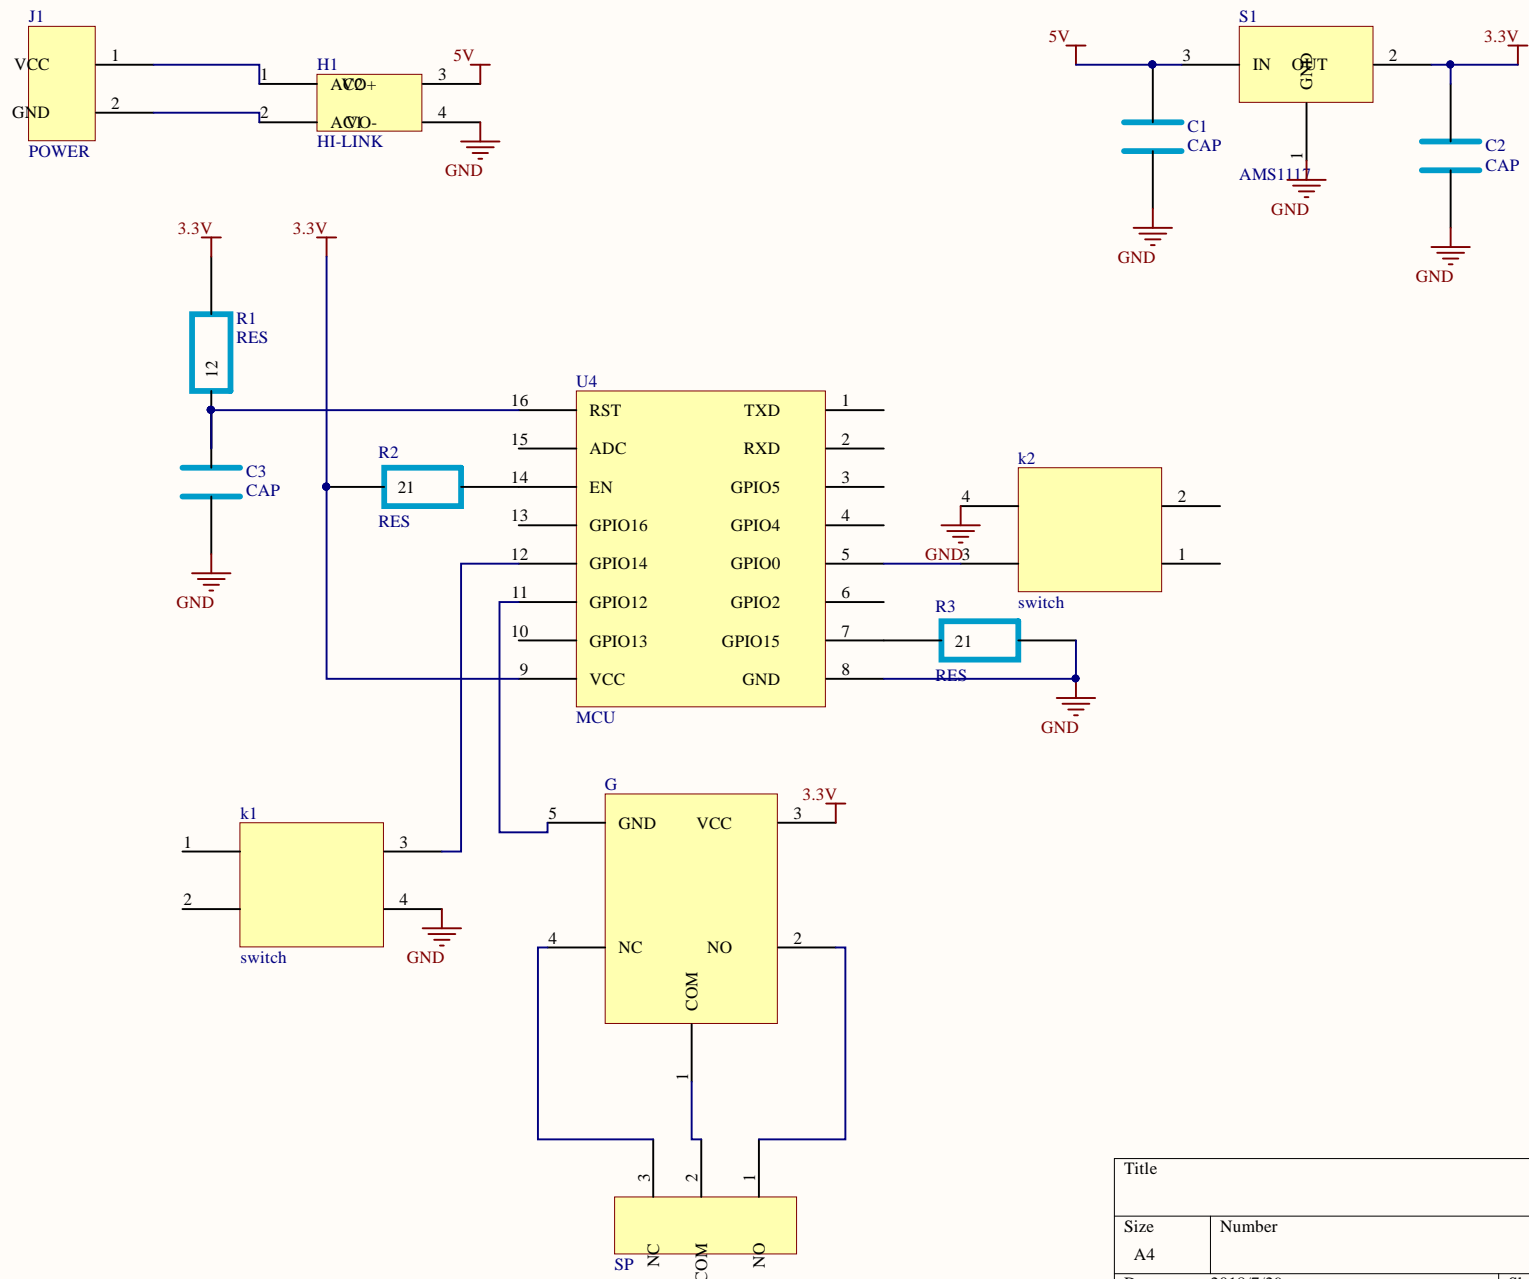 J1
VCC
1
GND
2
POWER
H1
1
2
3
4
HI-LINK
5V
GND
5V
S1
3
IN
OUT
GND
2
1
AMS1117
GND
3.3V
C1
CAP
GND
C2
CAP
GND
3.3V
3.3V
R1
RES
12
C3
CAP
GND
R2
21
RES
U4
16 RST TXD 1
15 ADC RXD 2
14 EN GPIO5 3
13 GPIO16 GPIO4 4
12 GPIO14 GPIO0 5
11 GPIO12 GPIO2 6
10 GPIO13 GPIO15 7
9 VCC GND 8
MCU
k2
4
GND
3
2
1
switch
R3
21
RES
GND
k1
1
2
3
4
switch
GND
G
5 GND VCC 3
3.3V
4 NC NO 2
COM
1
3
2
1
SP
NC
COM
NO
Title
Size
Number
A4